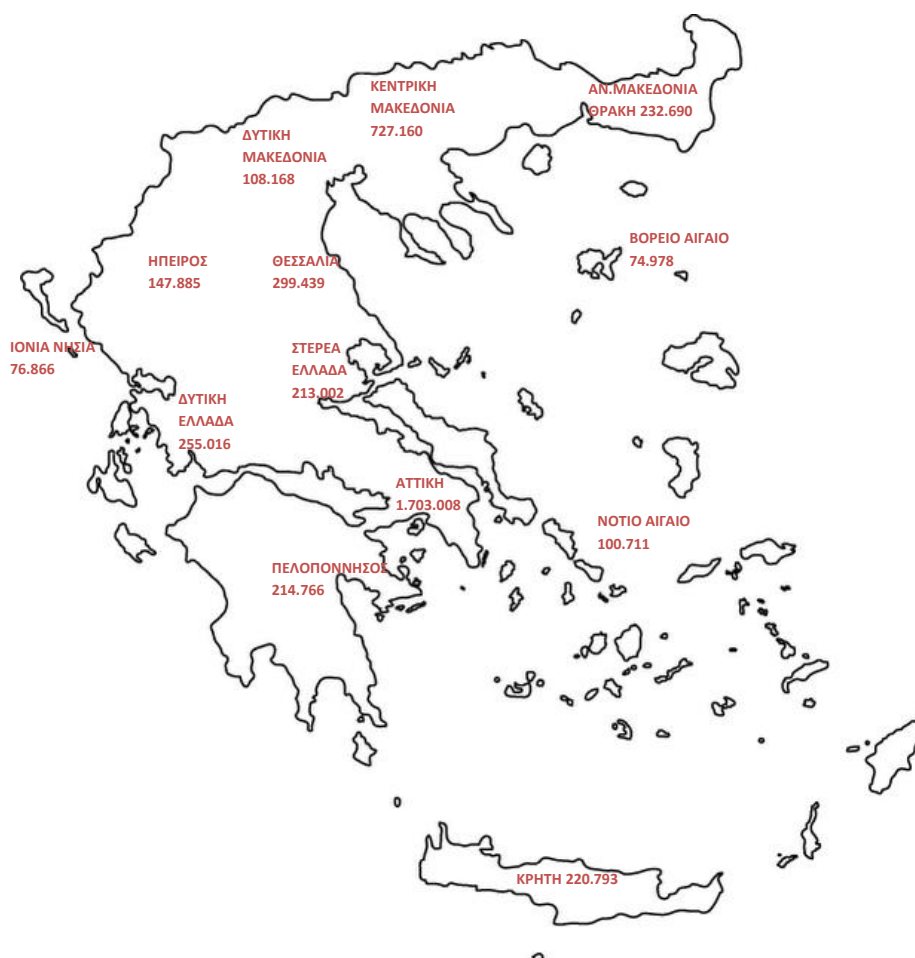 ΚΕΝΤΡΙΚΗ
ΜΑΚΕΔΟΝΙΑ
727.160
ΑΝ.ΜΑΚΕΔΟΝΙΑ
ΘΡΑΚΗ 232.690
ΔΥΤΙΚΗ
ΜΑΚΕΔΟΝΙΑ
108.168
ΒΟΡΕΙΟ ΑΙΓΑΙΟ
74.978
ΗΠΕΙΡΟΣ
147.885
ΘΕΣΣΑΛΙΑ
299.439
ΙΟΝΙΑ ΝΗΣΙΑ
76.866
ΣΤΕΡΕΑ
ΕΛΛΑΔΑ
213.002
ΔΥΤΙΚΗ
ΕΛΛΑΔΑ
255.016
ΑΤΤΙΚΗ
1.703.008
ΝΟΤΙΟ ΑΙΓΑΙΟ
100.711
ΠΕΛΟΠΟΝΝΗΣΟΣ
214.766
ΚΡΗΤΗ 220.793